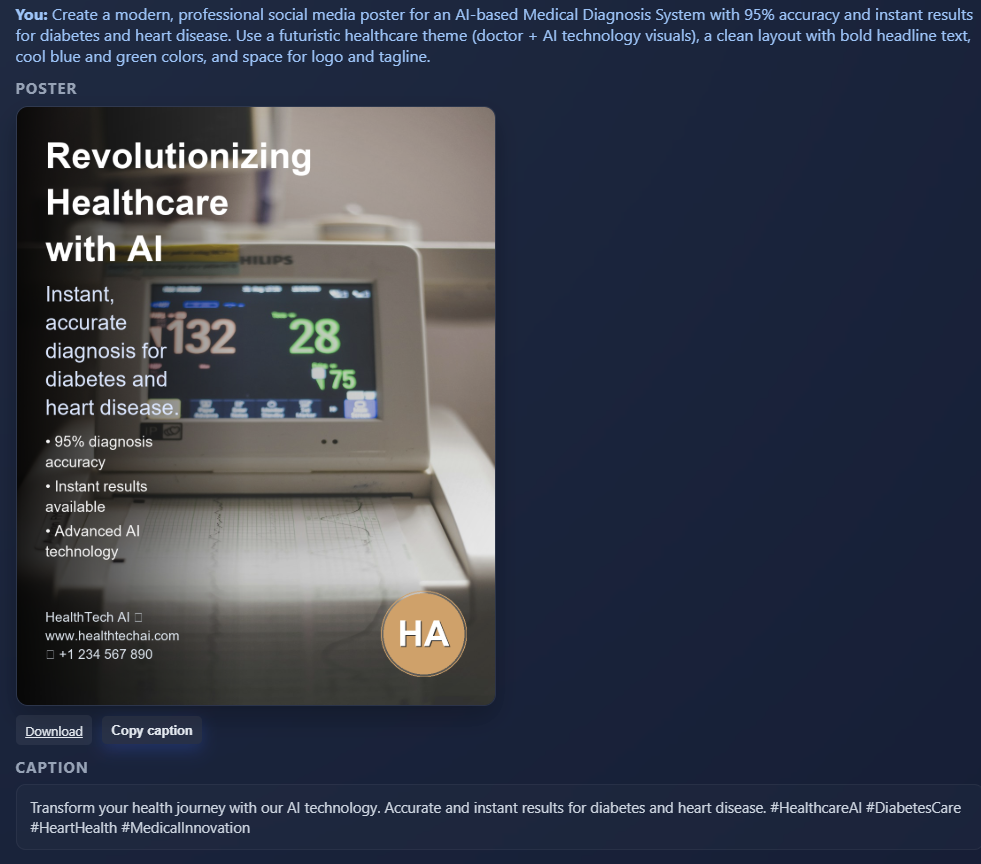 You: Create a modern, professional social media poster for an AI-based Medical Diagnosis System with 95% accuracy and instant results
for diabetes and heart disease. Use a futuristic healthcare theme (doctor + AI technology visuals), a clean layout with bold headline text,
cool blue and green colors, and space for logo and tagline.
POSTER
Revolutionizing
Healthcare
with AI
PHILIPS
Instant,
accurate
diagnosis for
diabetes and
heart disease.
132
28
75
• 95% diagnosis
accuracy
• Instant results
available
• Advanced AI
technology
HealthTech AI
www.healthtechai.com
+1 234 567 890
HA
Download
Copy caption
CAPTION
Transform your health journey with our AI technology. Accurate and instant results for diabetes and heart disease. #HealthcareAI #DiabetesCare
#HeartHealth #MedicalInnovation